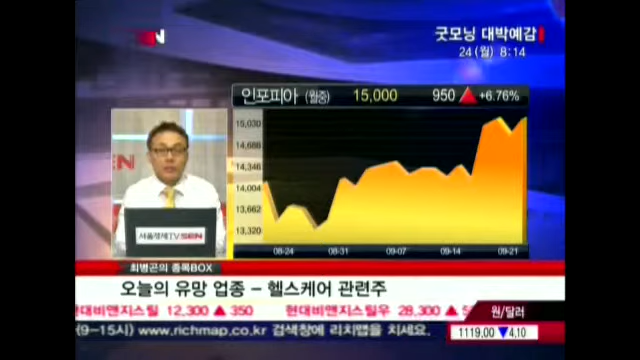 SEN
굿모닝 대박예감
24(월) 8:14
인포피아 (월중) 15,000 950 ▲ +6.76%
15,030
14,688
14,346
14,004
13,662
13,320
08-24 08-31 09-07 09-14 09-21
SEN
서울경제TV SEN
최병곤의 종목BOX
오늘의 유망 업종 - 헬스케어 관련주
현대비앤지스틸 12,300 ▲ 350 현대비앤지스틸우 28,300 ▲
원/달러
(9-15시) www.richmap.co.kr 검색창에 리치맵을 치세요.
1119.00 ▼ 4.10